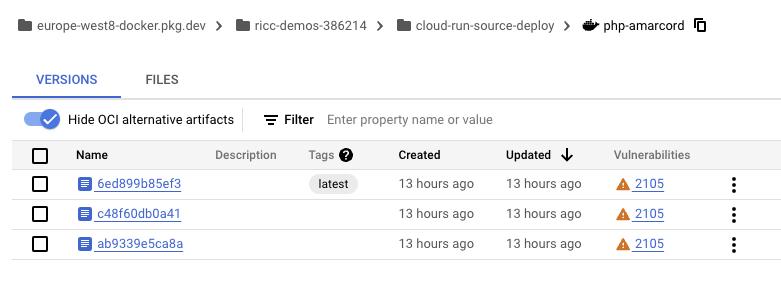 europe-west8-docker.pkg.dev > ricc-demos-386214 > cloud-run-source-deploy > php-amarcord
VERSIONS FILES
Hide OCI alternative artifacts Filter Enter property name or value
Name Description Tags ? Created Updated ↓ Vulnerabilities
6ed899b85ef3 latest 13 hours ago 13 hours ago 2105
c48f60db0a41 13 hours ago 13 hours ago 2105
ab9339e5ca8a 13 hours ago 13 hours ago 2105